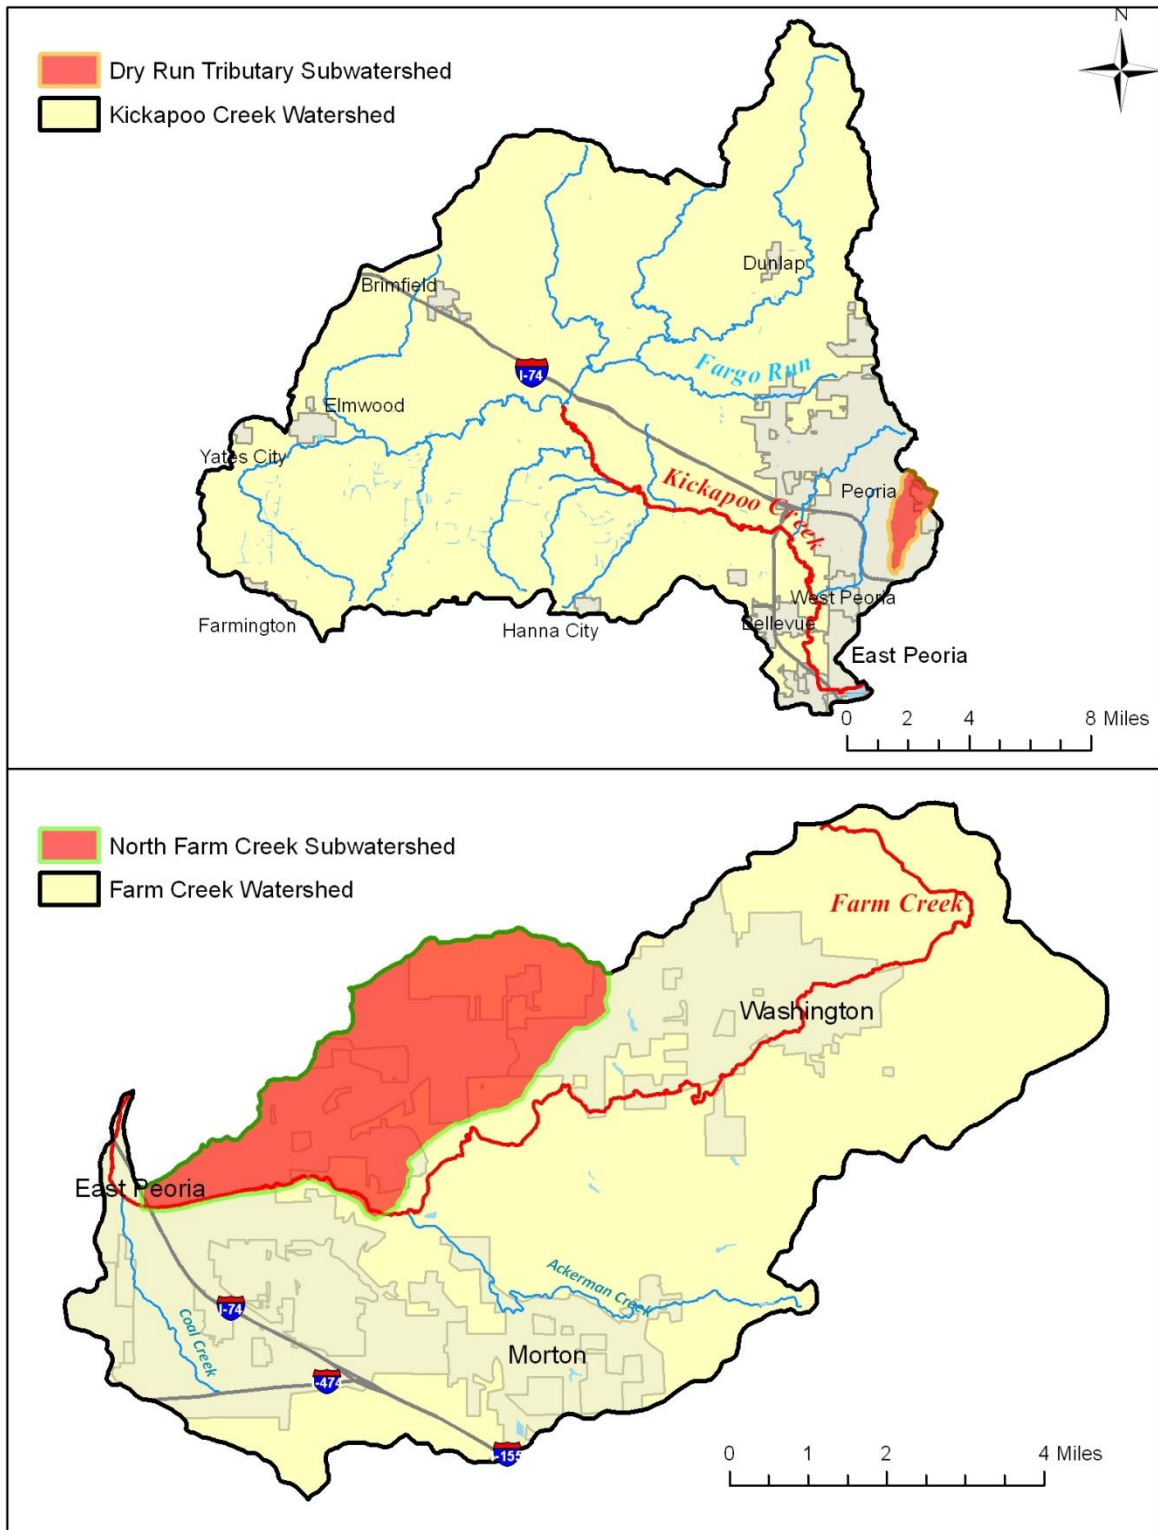 N
Dry Run Tributary Subwatershed
Kickapoo Creek Watershed
Dunlap
Brimfield
Fargo Run
I-74
Elmwood
Yates City
Kickapoo Creek
Peoria
West Peoria
Farmington
Hanna City
Bellevue
East Peoria
0 2 4 8 Miles
North Farm Creek Subwatershed
Farm Creek Watershed
Farm Creek
Washington
East Peoria
Ackerman Creek
I-74
Coal Creek
Morton
I-474
I-155
0 1 2 4 Miles